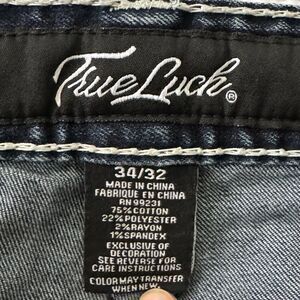 True Luck®
34/32
MADE IN CHINA
FABRIQUE EN CHINA
RN 99231
75% COTTON
22% POLYESTER
2% RAYON
1% SPANDEX
EXCLUSIVE OF
DECORATION
SEE REVERSE FOR
CARE INSTRUCTIONS
COLOR MAY TRANSFER
WHEN NEW.